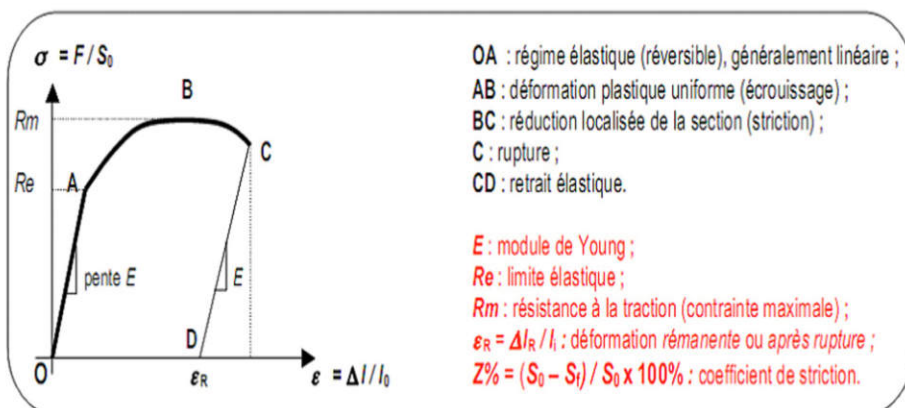 σ = F / S₀
B
Rm
C
Re
A
pente E
E
D
O
εR
ε = Δl / l₀
OA : régime élastique (réversible), généralement linéaire ;
AB : déformation plastique uniforme (écrouissage) ;
BC : réduction localisée de la section (striction) ;
C : rupture ;
CD : retrait élastique.
E : module de Young ;
Re : limite élastique ;
Rm : résistance à la traction (contrainte maximale) ;
εR = ΔlR / li : déformation rémanente ou après rupture ;
Z% = (S₀ – Sf) / S₀ x 100% : coefficient de striction.